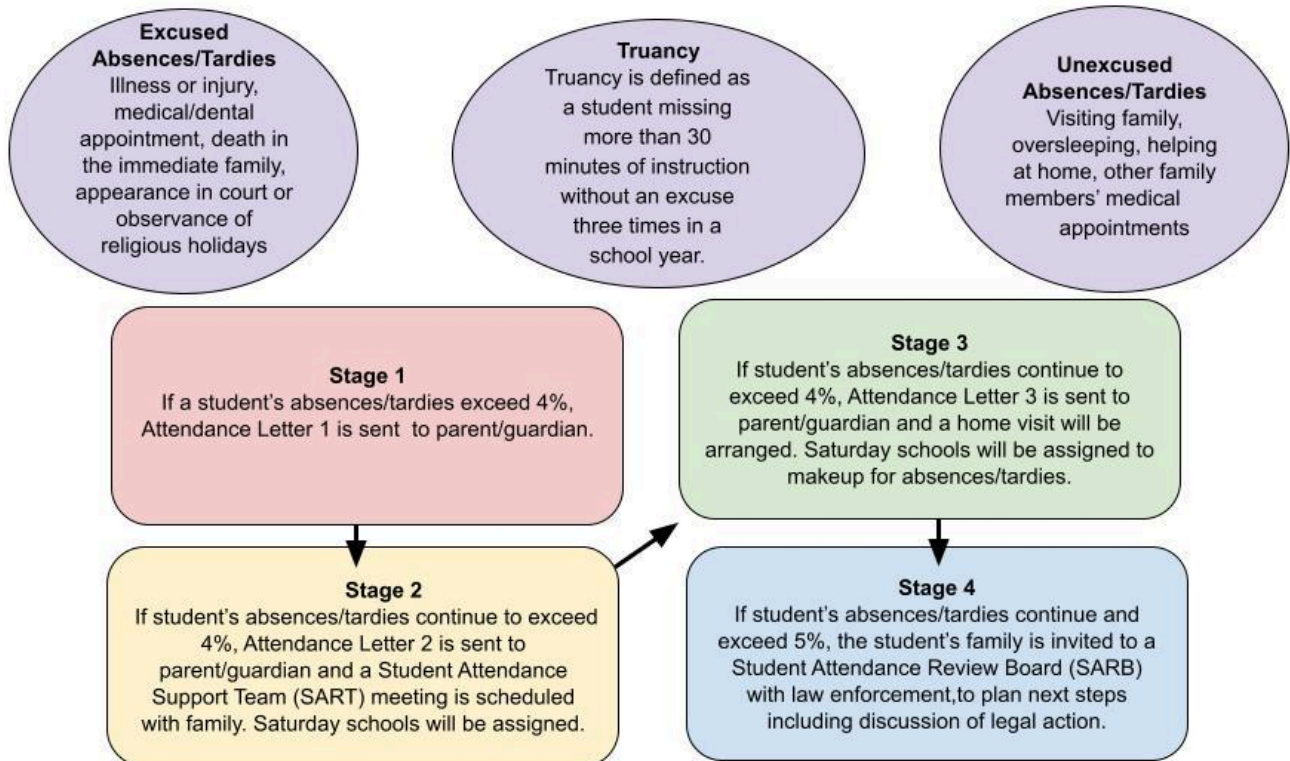 Excused
Absences/Tardies
Illness or injury,
medical/dental
appointment, death in
the immediate family,
appearance in court or
observance of
religious holidays
Truancy
Truancy is defined as
a student missing
more than 30
minutes of instruction
without an excuse
three times in a
school year.
Unexcused
Absences/Tardies
Visiting family,
oversleeping, helping
at home, other family
members’ medical
appointments
Stage 1
If a student’s absences/tardies exceed 4%,
Attendance Letter 1 is sent to parent/guardian.
Stage 2
If student’s absences/tardies continue to exceed
4%, Attendance Letter 2 is sent to
parent/guardian and a Student Attendance
Support Team (SART) meeting is scheduled
with family. Saturday schools will be assigned.
Stage 3
If student’s absences/tardies continue to
exceed 4%, Attendance Letter 3 is sent to
parent/guardian and a home visit will be
arranged. Saturday schools will be assigned to
makeup for absences/tardies.
Stage 4
If student’s absences/tardies continue and
exceed 5%, the student’s family is invited to a
Student Attendance Review Board (SARB)
with law enforcement,to plan next steps
including discussion of legal action.